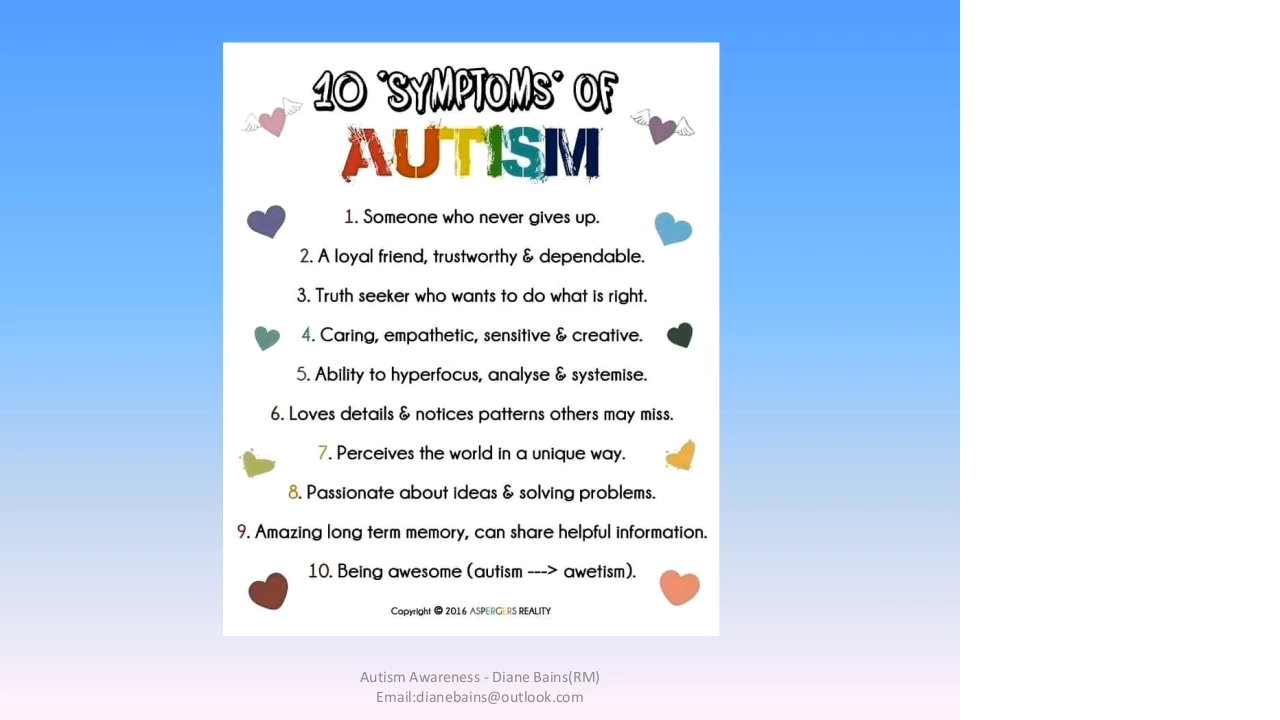 10 'SYMPTOMS' OF
AUTISM
1. Someone who never gives up.
2. A loyal friend, trustworthy & dependable.
3. Truth seeker who wants to do what is right.
4. Caring, empathetic, sensitive & creative.
5. Ability to hyperfocus, analyse & systemise.
6. Loves details & notices patterns others may miss.
7. Perceives the world in a unique way.
8. Passionate about ideas & solving problems.
9. Amazing long term memory, can share helpful information.
10. Being awesome (autism ---> awetism).
Copyright © 2016 ASPERGERS REALITY
Autism Awareness - Diane Bains(RM)
Email:dianebains@outlook.com